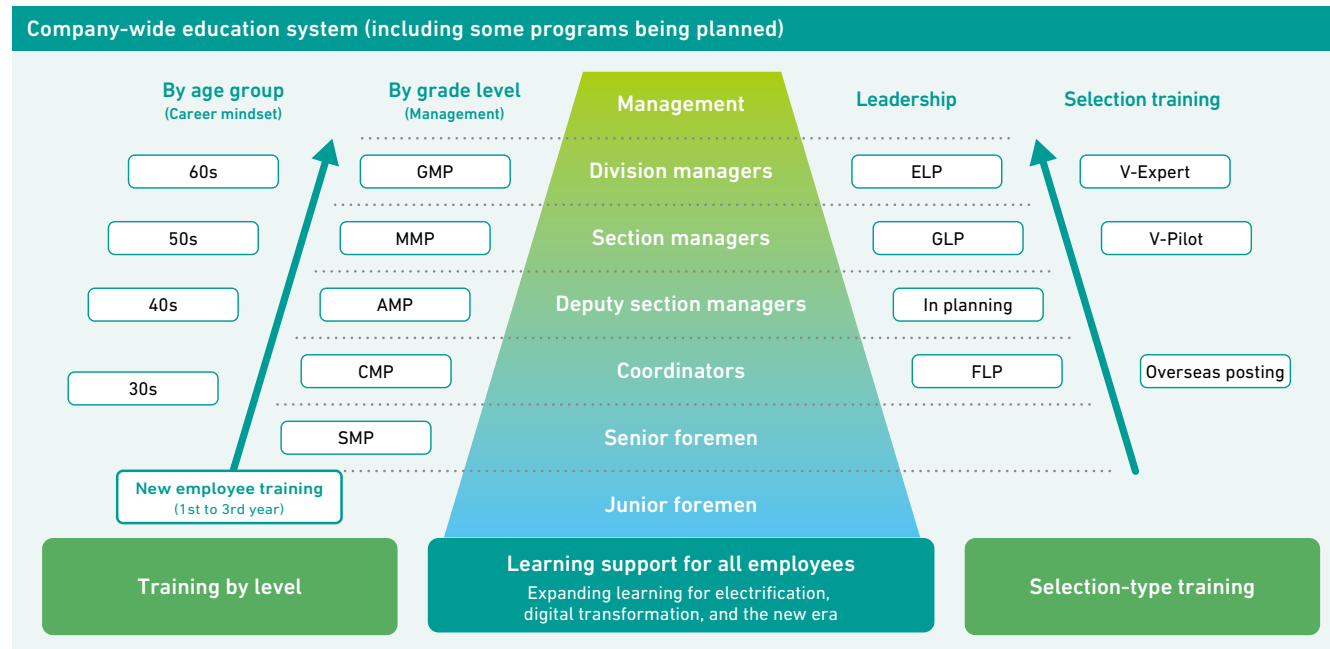 Company-wide education system (including some programs being planned)
By age group
(Career mindset)
By grade level
(Management)
Management
Leadership
Selection training
60s
GMP
Division managers
ELP
V-Expert
50s
MMP
Section managers
GLP
V-Pilot
40s
AMP
Deputy section managers
In planning
30s
CMP
Coordinators
FLP
Overseas posting
SMP
Senior foremen
New employee training
(1st to 3rd year)
Junior foremen
Training by level
Learning support for all employees
Expanding learning for electrification,
digital transformation, and the new era
Selection-type training